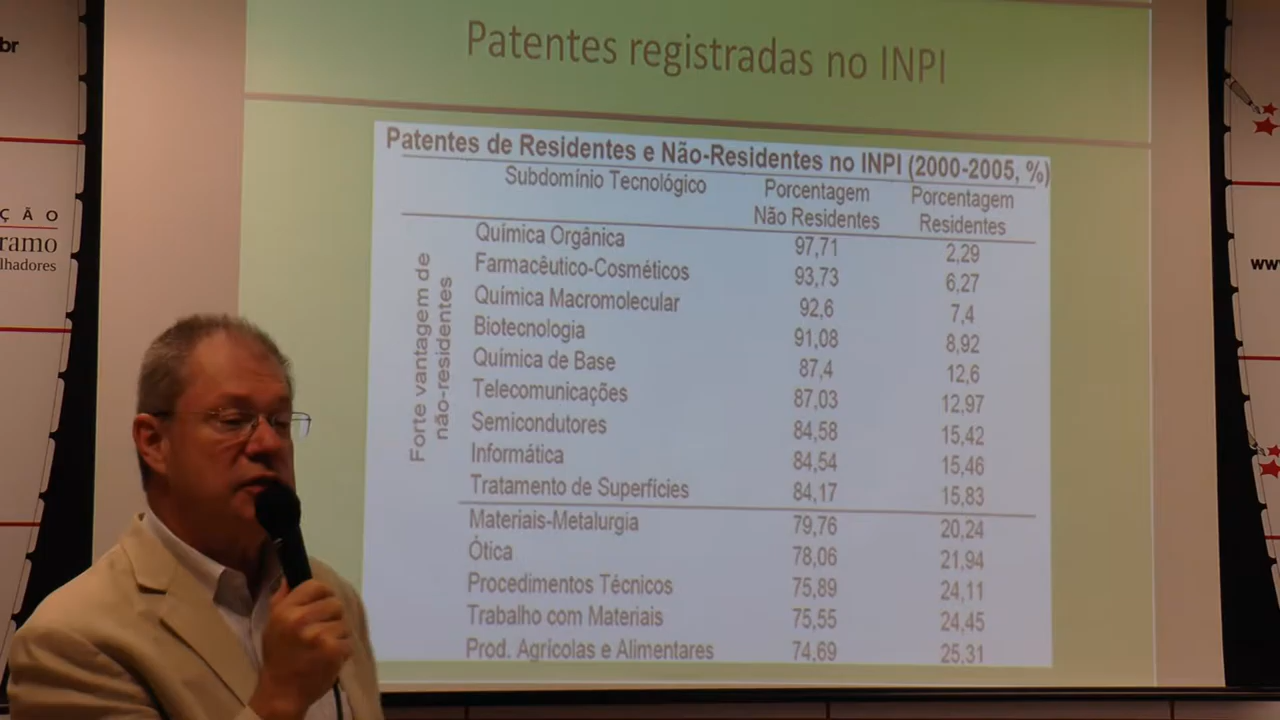 br
ÇÃO
ramo
lhadores
Patentes registradas no INPI
Patentes de Residentes e Não-Residentes no INPI (2000-2005, %)
Subdomínio Tecnológico Porcentagem Não Residentes Porcentagem Residentes
Forte vantagem de
não-residentes
Química Orgânica 97,71 2,29
Farmacêutico-Cosméticos 93,73 6,27
Química Macromolecular 92,6 7,4
Biotecnologia 91,08 8,92
Química de Base 87,4 12,6
Telecomunicações 87,03 12,97
Semicondutores 84,58 15,42
Informática 84,54 15,46
Tratamento de Superfícies 84,17 15,83
Materiais-Metalurgia 79,76 20,24
Ótica 78,06 21,94
Procedimentos Técnicos 75,89 24,11
Trabalho com Materiais 75,55 24,45
Prod. Agrícolas e Alimentares 74,69 25,31
www